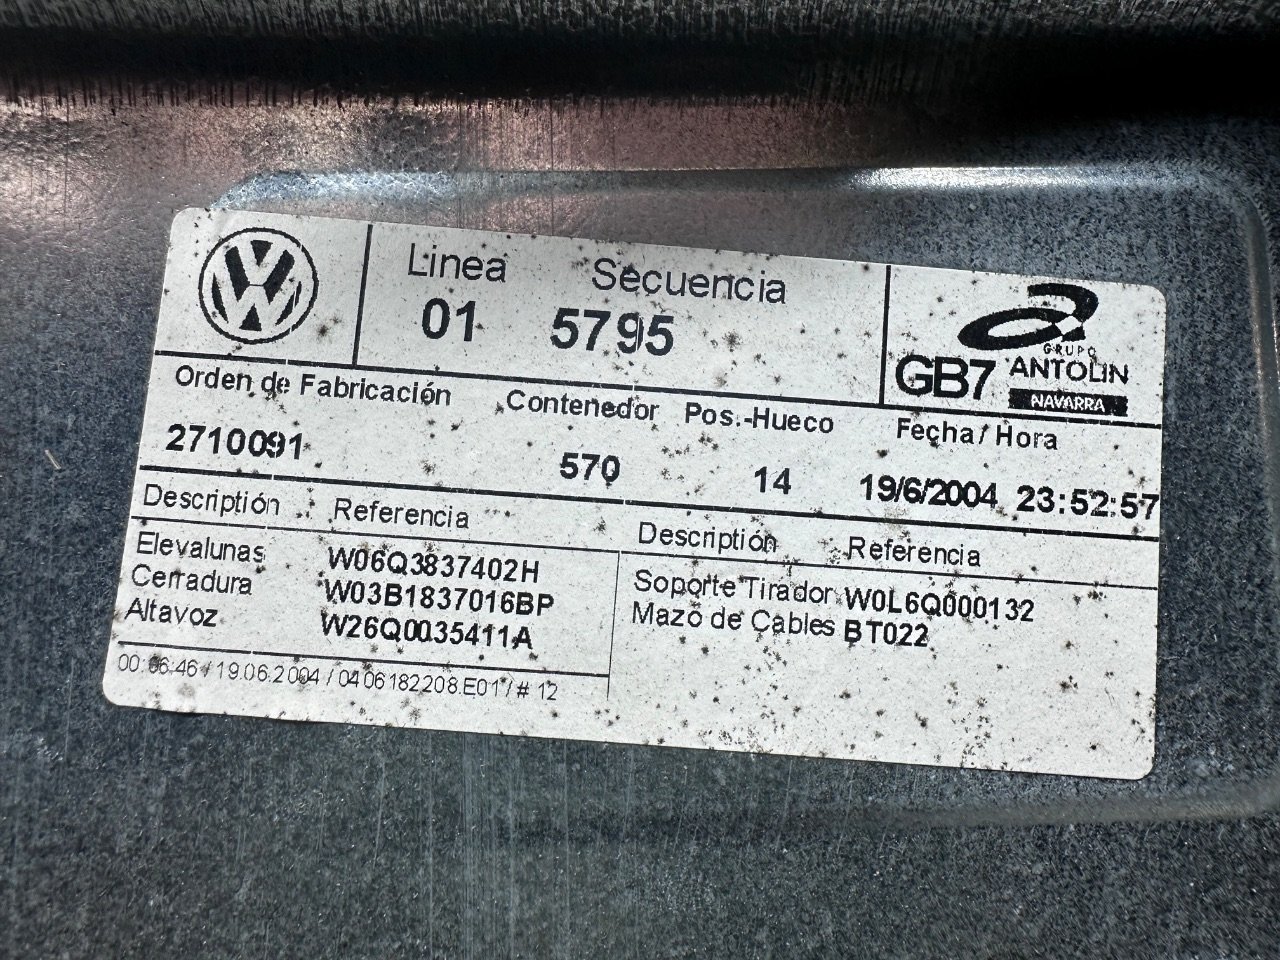 Linea Secuencia
01 5795
GRUPO
GB7 ANTOLIN
NAVARRA
Orden de Fabricación Contenedor Pos.-Hueco Fecha/Hora
2710091 570 14 19/6/2004 23:52:57
Descriptión Referencia Descriptión Referencia
Elevalunas W06Q3837402H
Cerradura W03B1837016BP
Altavoz W26Q0035411A
Soporte Tirador W0L6Q000132
Mazo de Cables BT022
00:06:46 / 19.06.2004 / 0406182208.E01 / # 12